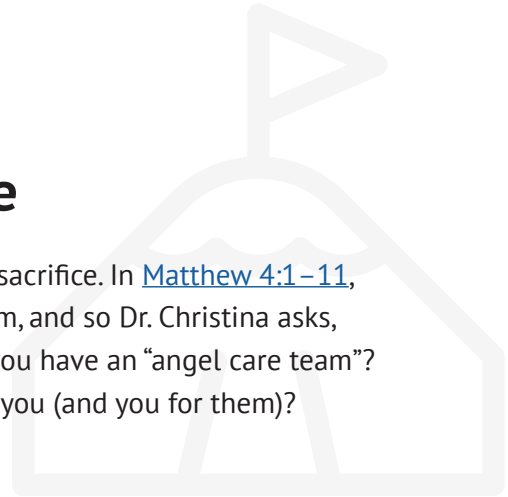 e
sacrifice. In Matthew 4:1–11,
m, and so Dr. Christina asks,
ou have an “angel care team”?
you (and you for them)?